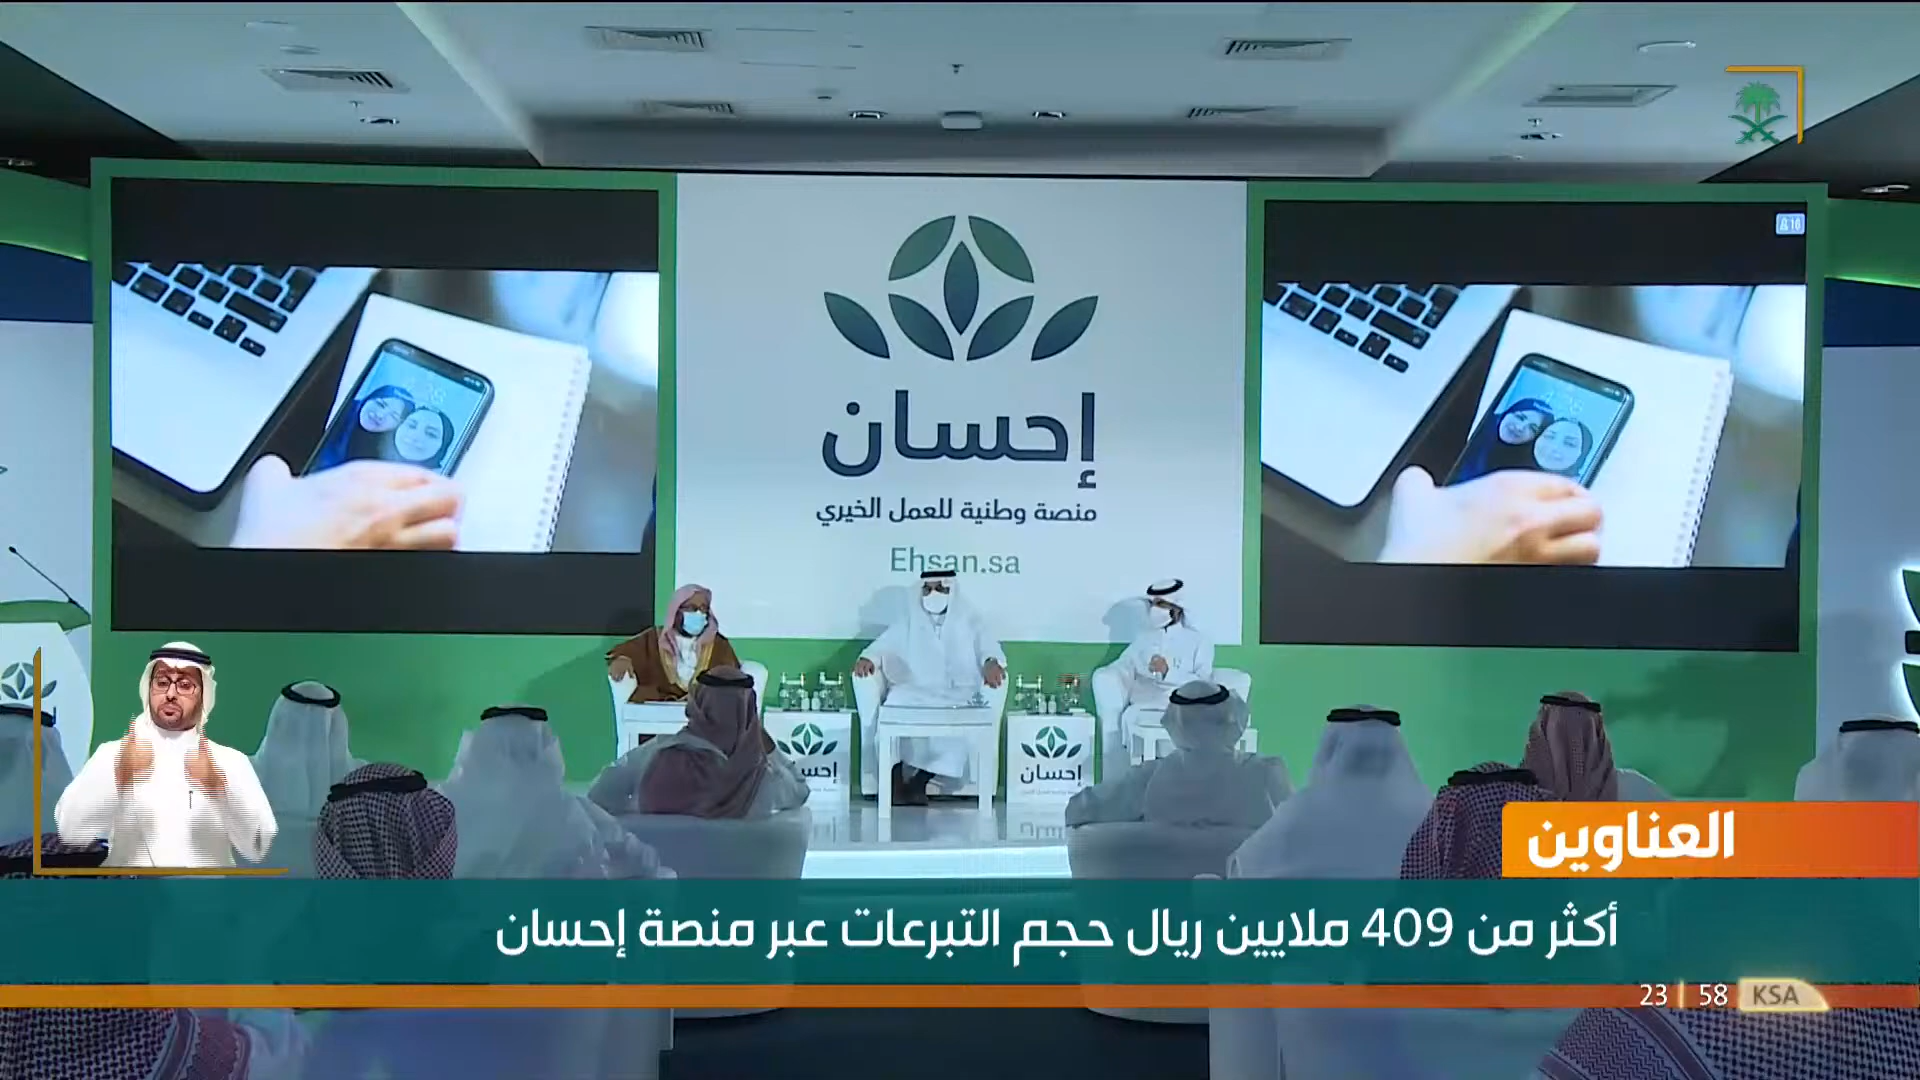 إحسان
منصة وطنية للعمل الخيري
Ehsan.sa
إحسان
إحسان
العناوين
أكثر من 409 ملايين ريال حجم التبرعات عبر منصة إحسان
23 58 KSA